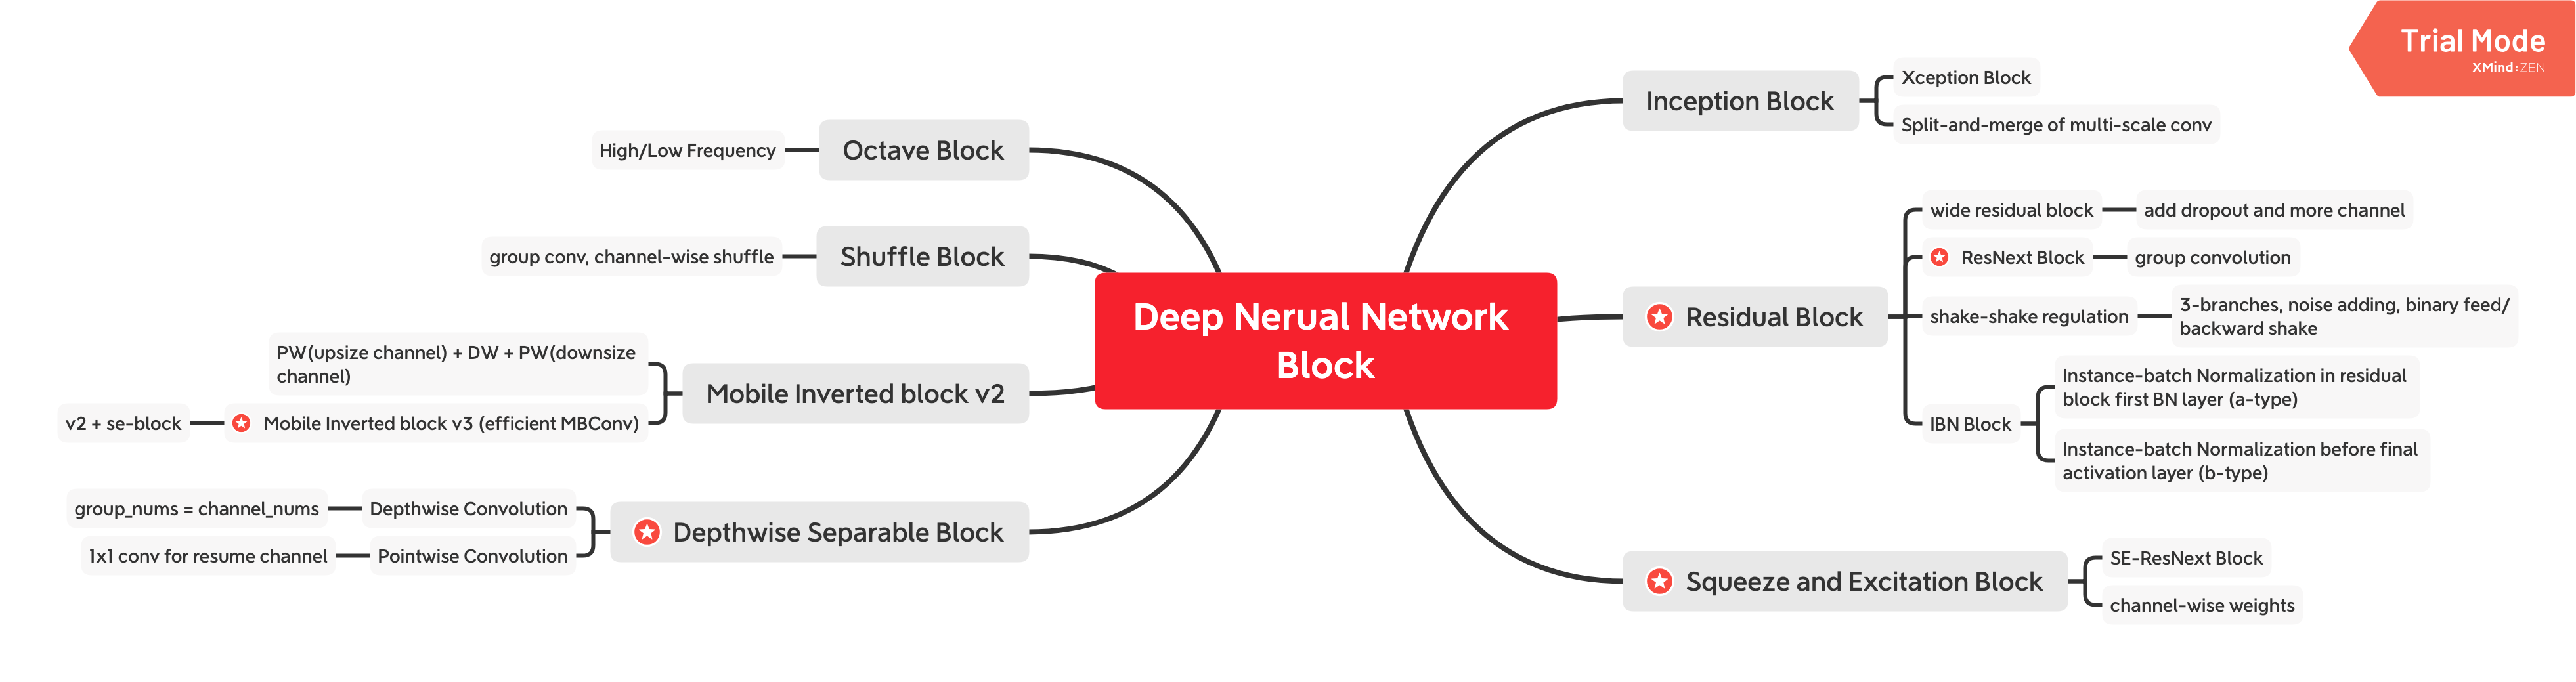 Trial Mode
XMind:ZEN
Deep Nerual Network
Block
Inception Block
Xception Block
Split-and-merge of multi-scale conv
Residual Block
wide residual block
add dropout and more channel
ResNext Block
group convolution
shake-shake regulation
3-branches, noise adding, binary feed/
backward shake
IBN Block
Instance-batch Normalization in residual
block first BN layer (a-type)
Instance-batch Normalization before final
activation layer (b-type)
Squeeze and Excitation Block
SE-ResNext Block
channel-wise weights
Octave Block
High/Low Frequency
Shuffle Block
group conv, channel-wise shuffle
Mobile Inverted block v2
PW(upsize channel) + DW + PW(downsize
channel)
Mobile Inverted block v3 (efficient MBConv)
v2 + se-block
Depthwise Separable Block
Depthwise Convolution
group_nums = channel_nums
Pointwise Convolution
1x1 conv for resume channel